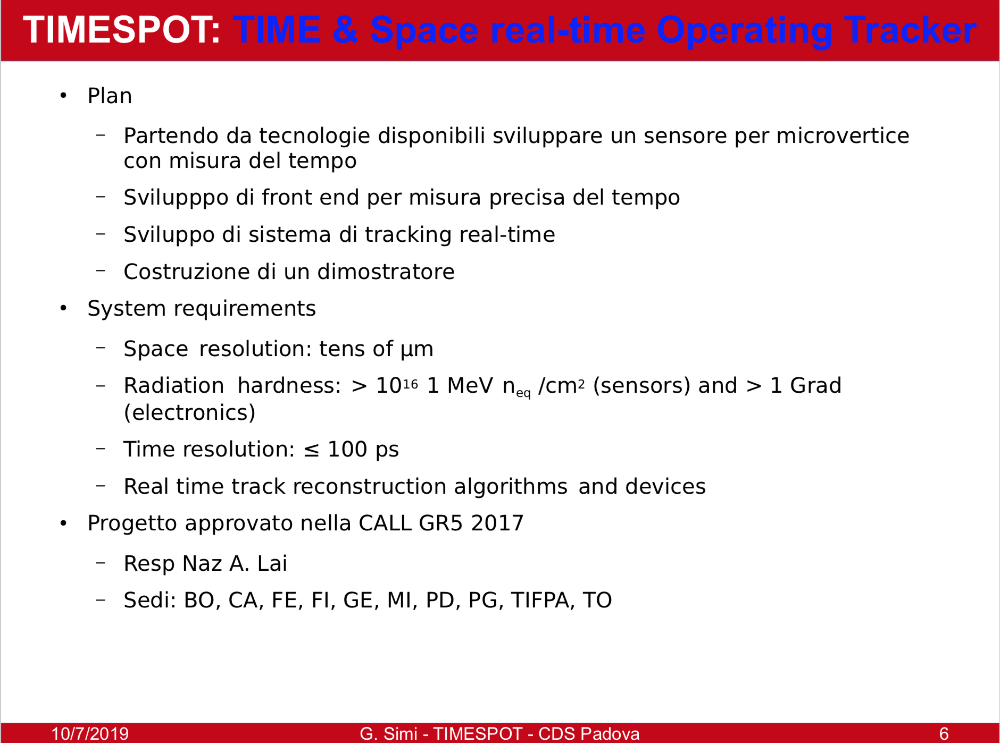 TIMESPOT: TIME & Space real-time Operating Tracker
• Plan
– Partendo da tecnologie disponibili sviluppare un sensore per microvertice
con misura del tempo
– Svilupppo di front end per misura precisa del tempo
– Sviluppo di sistema di tracking real-time
– Costruzione di un dimostratore
• System requirements
– Space resolution: tens of µm
– Radiation hardness: > 10¹⁶ 1 MeV n_eq /cm² (sensors) and > 1 Grad
(electronics)
– Time resolution: ≤ 100 ps
– Real time track reconstruction algorithms and devices
• Progetto approvato nella CALL GR5 2017
– Resp Naz A. Lai
– Sedi: BO, CA, FE, FI, GE, MI, PD, PG, TIFPA, TO
10/7/2019 G. Simi - TIMESPOT - CDS Padova 6